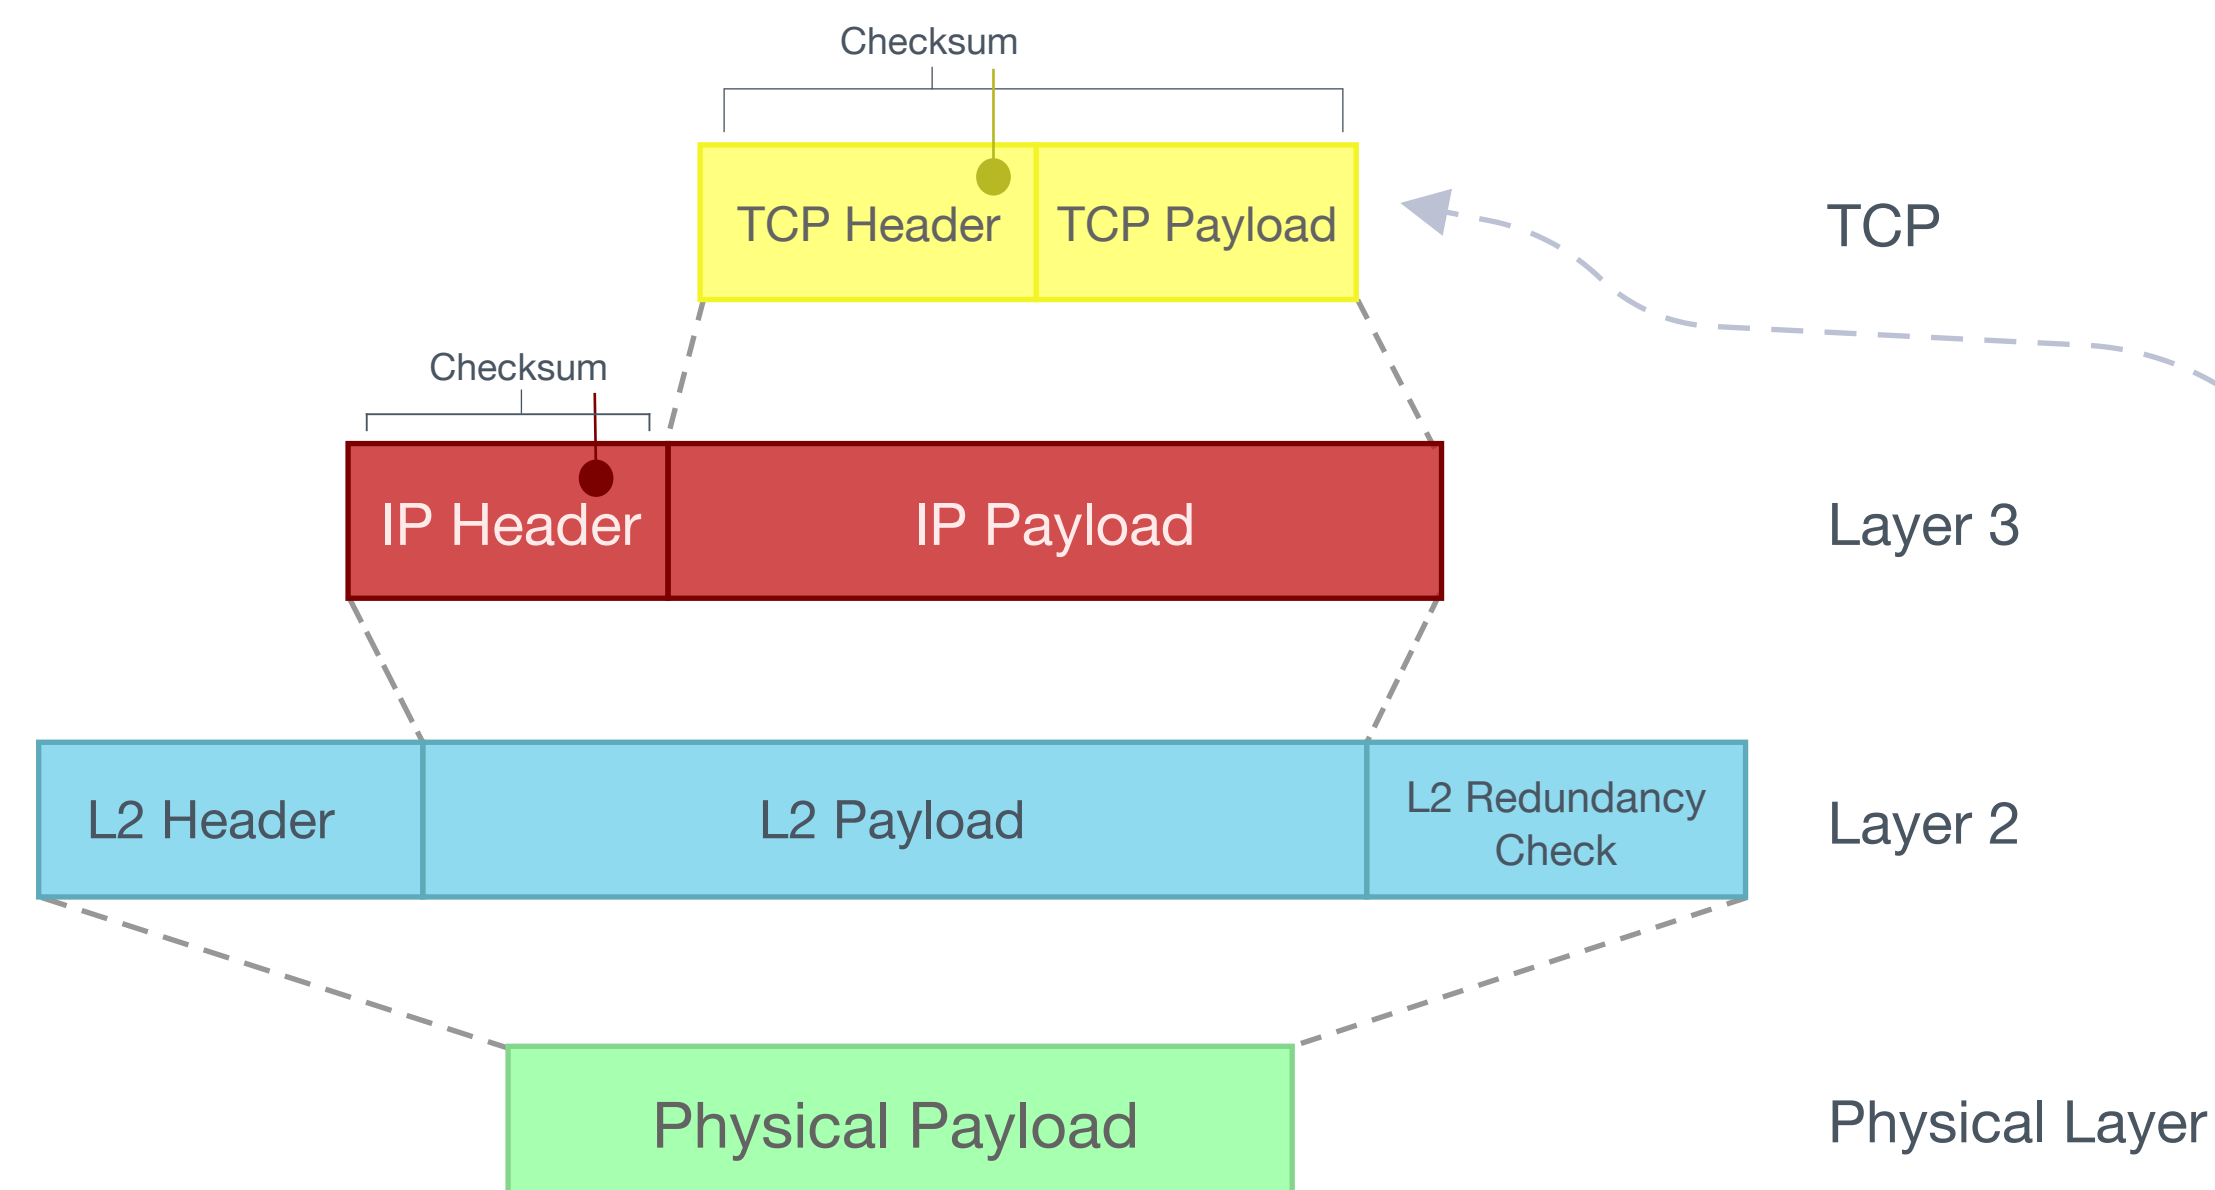 Checksum
TCP Header
TCP Payload
TCP
Checksum
IP Header
IP Payload
Layer 3
L2 Header
L2 Payload
L2 Redundancy
Check
Layer 2
Physical Payload
Physical Layer